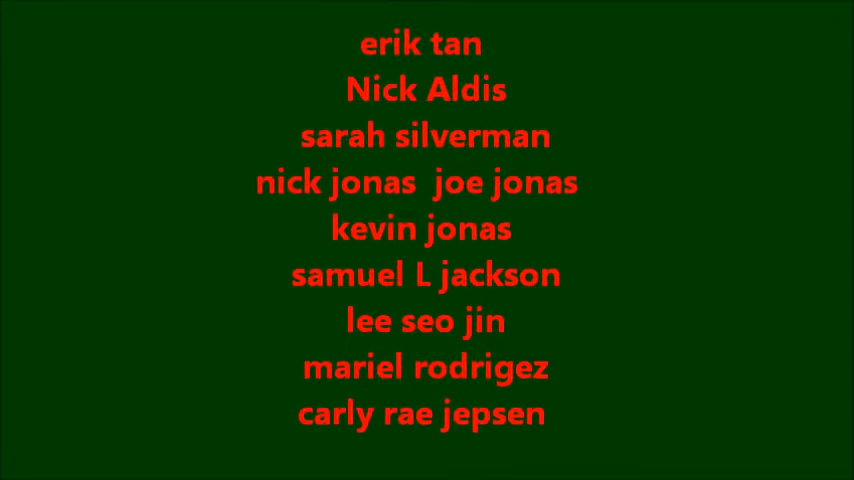 erik tan
Nick Aldis
sarah silverman
nick jonas  joe jonas
kevin jonas
samuel L jackson
lee seo jin
mariel rodrigez
carly rae jepsen